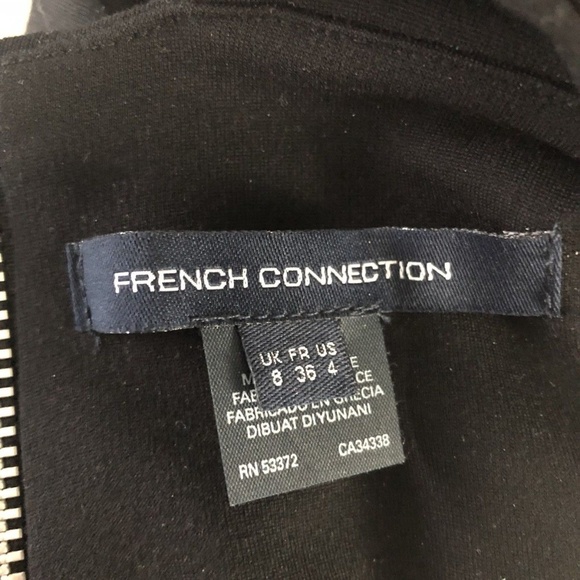 FRENCH CONNECTION
UK FR US
8 36 4
FABRICADO EN GRECIA
DIBUAT DIYUNANI
RN 53372 CA34338